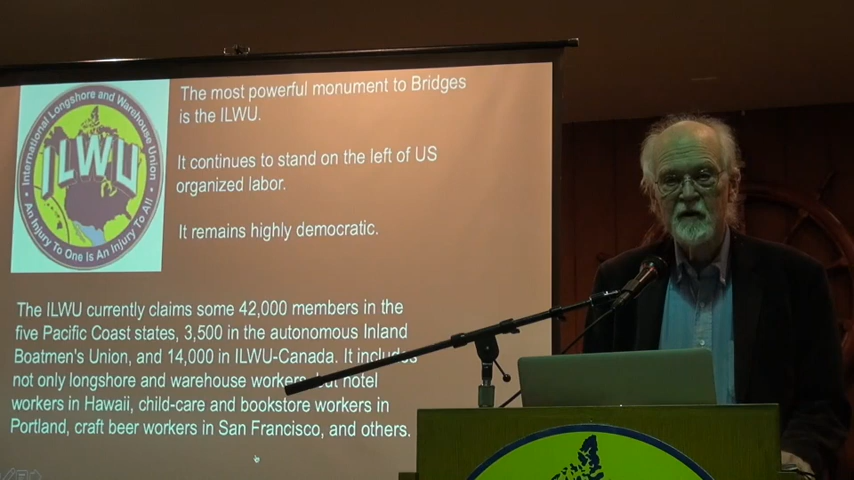 International Longshore and Warehouse Union
ILWU
An Injury To One Is An Injury To All
The most powerful monument to Bridges
is the ILWU.
It continues to stand on the left of US
organized labor.
It remains highly democratic.
The ILWU currently claims some 42,000 members in the
five Pacific Coast states, 3,500 in the autonomous Inland
Boatmen's Union, and 14,000 in ILWU-Canada. It includes
not only longshore and warehouse workers, but hotel
workers in Hawaii, child-care and bookstore workers in
Portland, craft beer workers in San Francisco, and others.